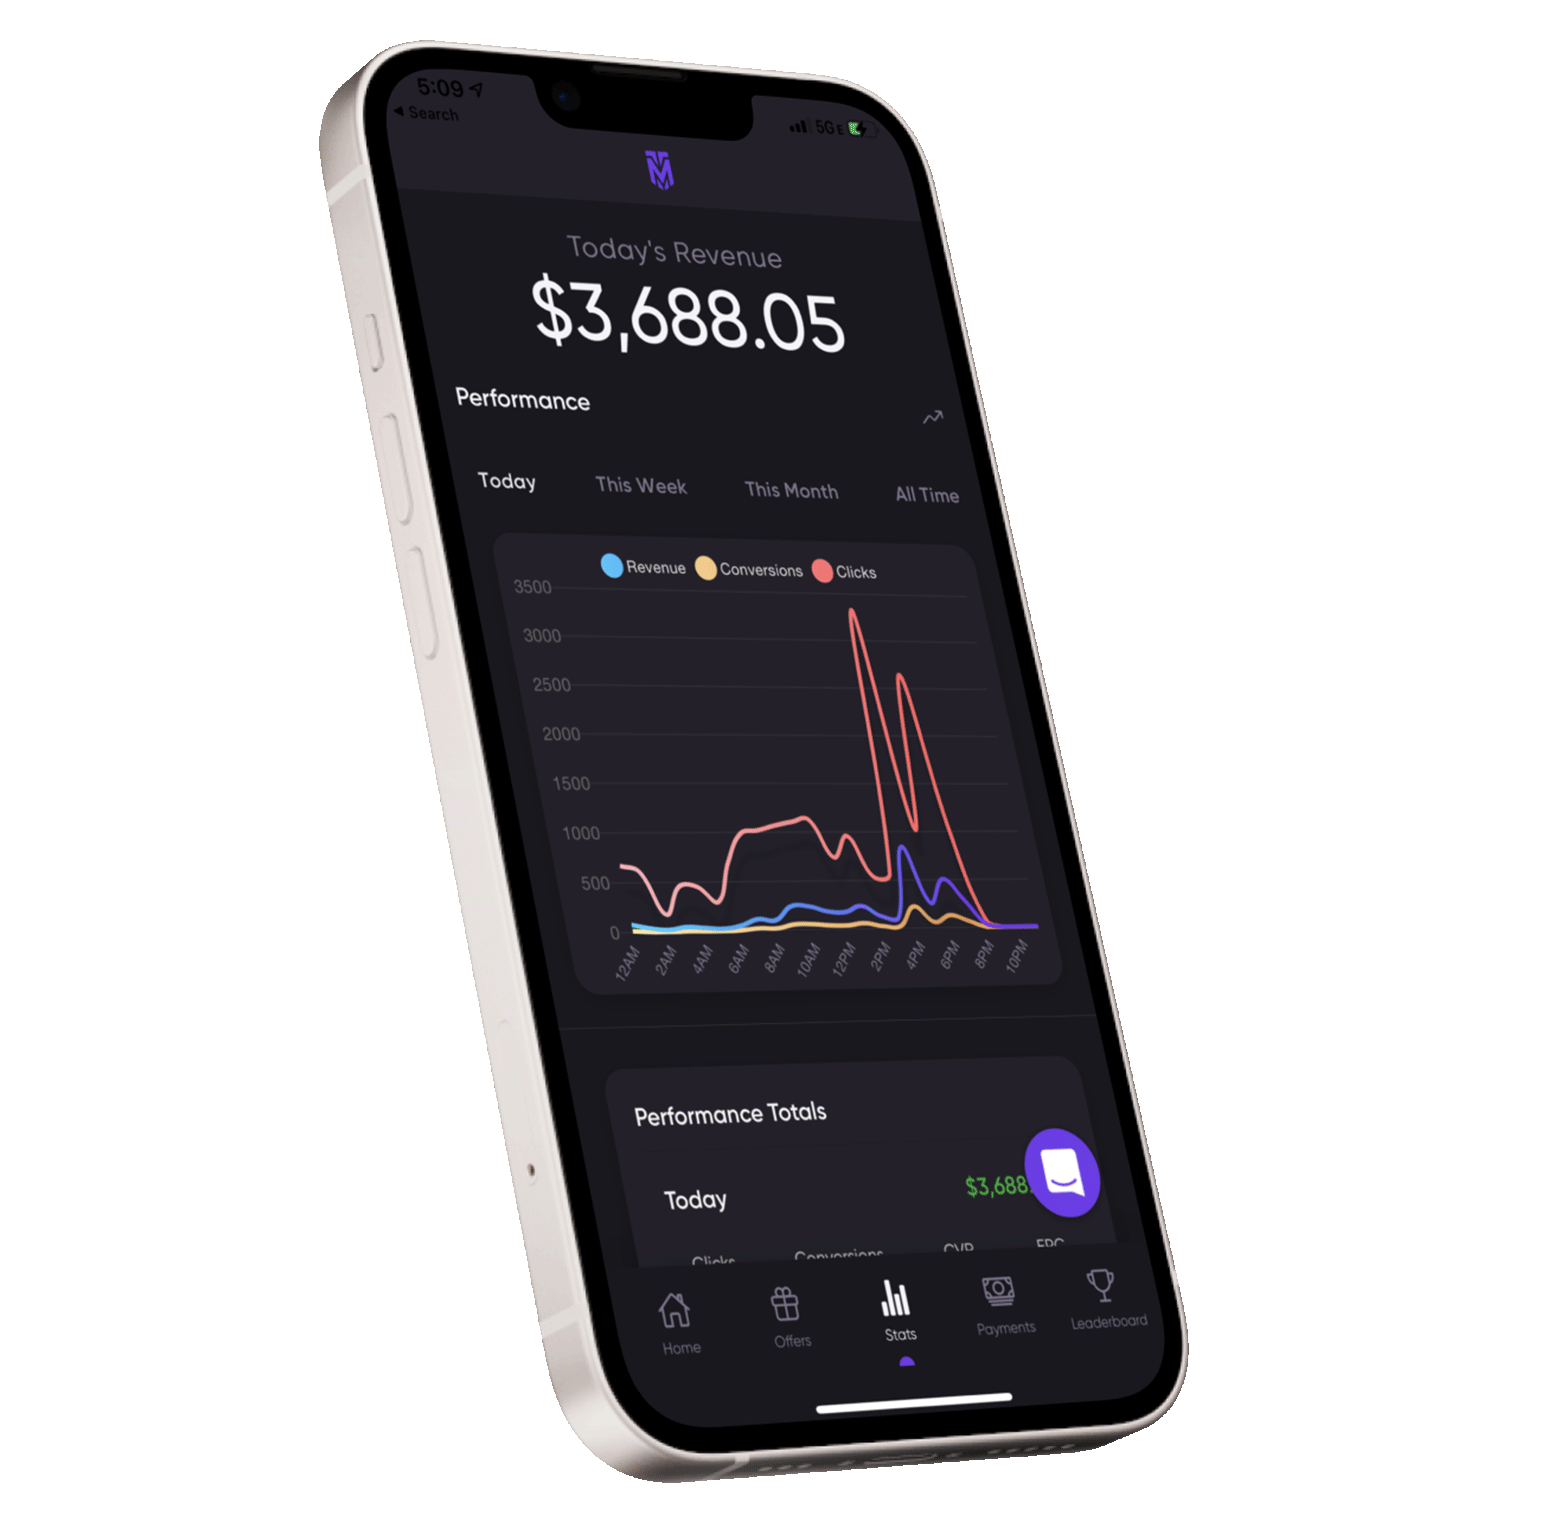 5:09
◀ Search
5GE
TM
Today's Revenue
$3,688.05
Performance
Today This Week This Month All Time
Revenue Conversions Clicks
3500
3000
2500
2000
1500
1000
500
0
12AM 2AM 4AM 6AM 8AM 10AM 12PM 2PM 4PM 6PM 8PM 10PM
Performance Totals
Today $3,688.
Clicks Conversions CVR EPC
Home Offers Stats Payments Leaderboard